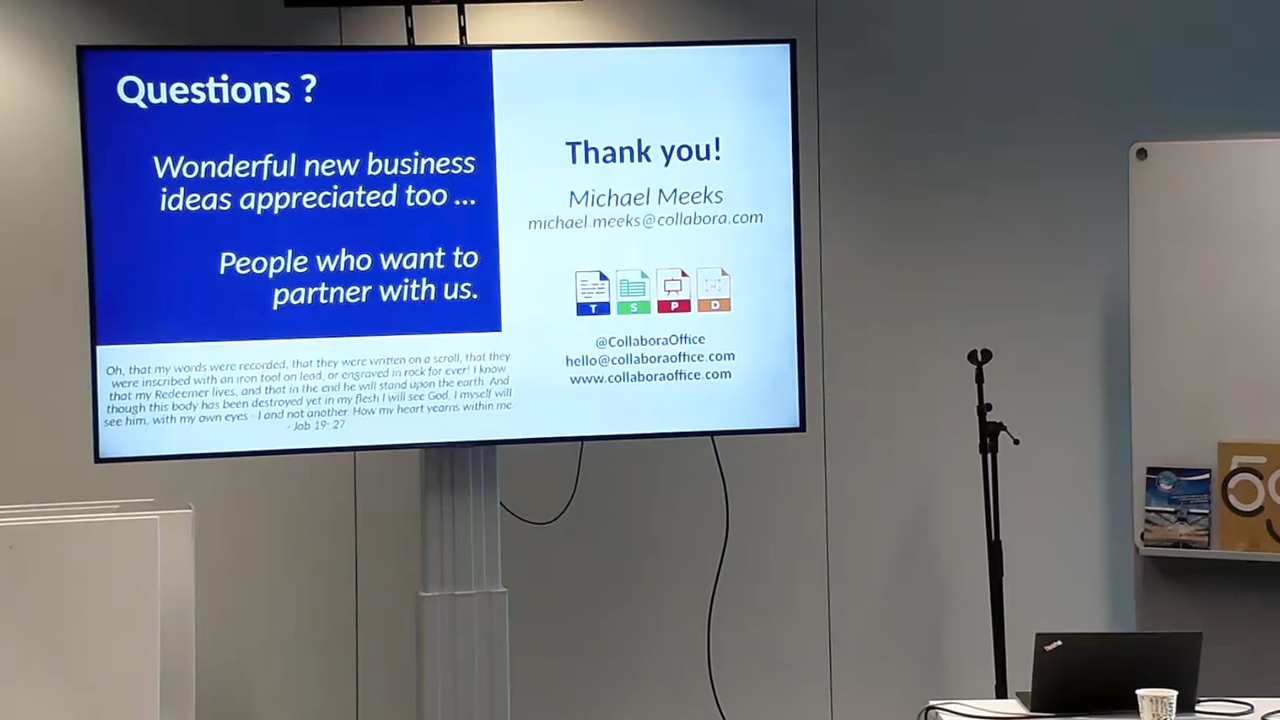 Questions ?
Wonderful new business
ideas appreciated too ...
People who want to
partner with us.
Oh, that my words were recorded, that they were written on a scroll, that they
were inscribed with an iron tool on lead, or engraved in rock for ever! I know
that my Redeemer lives, and that in the end he will stand upon the earth. And
though this body has been destroyed yet in my flesh I will see God, I myself will
see him, with my own eyes - I and not another. How my heart yearns within me.
- Job 19: 27
Thank you!
Michael Meeks
michael.meeks@collabora.com
T S P D
@CollaboraOffice
hello@collaboraoffice.com
www.collaboraoffice.com
ThinkPad